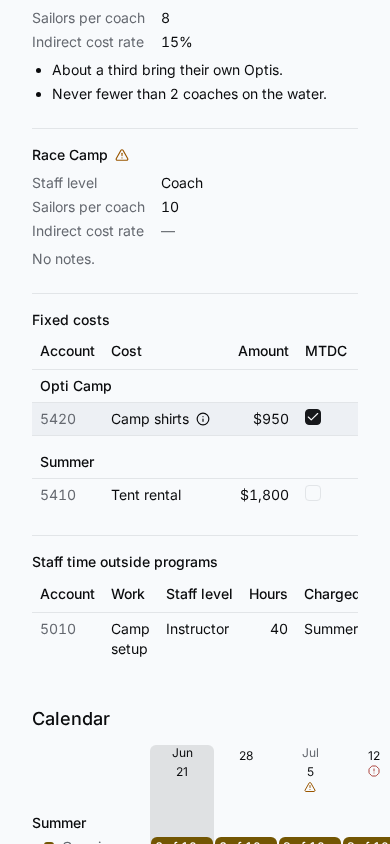 Sailors per coach 8
Indirect cost rate 15%
• About a third bring their own Optis.
• Never fewer than 2 coaches on the water.
Race Camp
Staff level Coach
Sailors per coach 10
Indirect cost rate —
No notes.
Fixed costs
Account Cost Amount MTDC
Opti Camp
5420 Camp shirts $950
Summer
5410 Tent rental $1,800
Staff time outside programs
Account Work Staff level Hours Charged
5010 Camp setup Instructor 40 Summer
Calendar
Jun 21 28 Jul 5 12
Summer